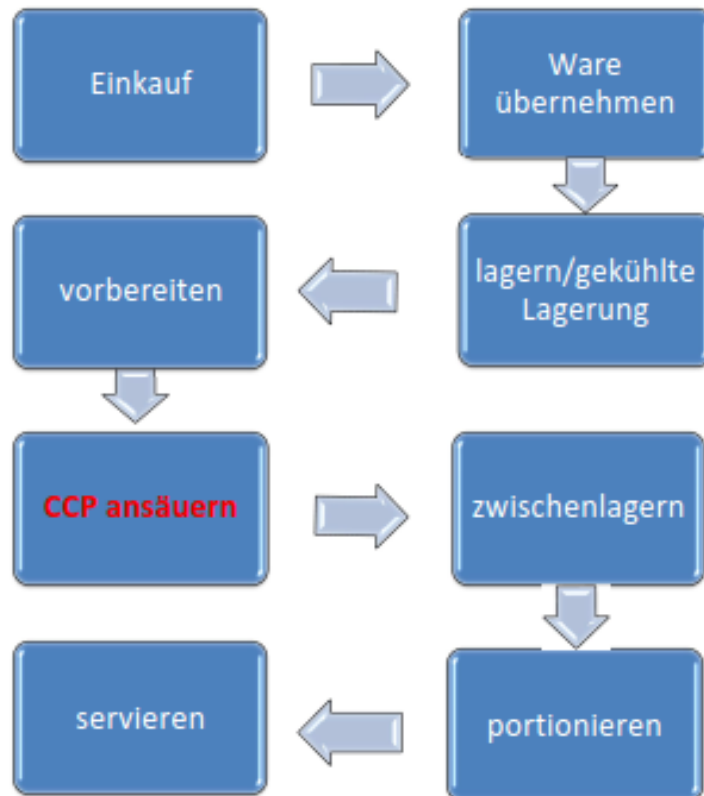 Einkauf
Ware
übernehmen
lagern/gekühlte
Lagerung
vorbereiten
CCP ansäuern
zwischenlagern
portionieren
servieren